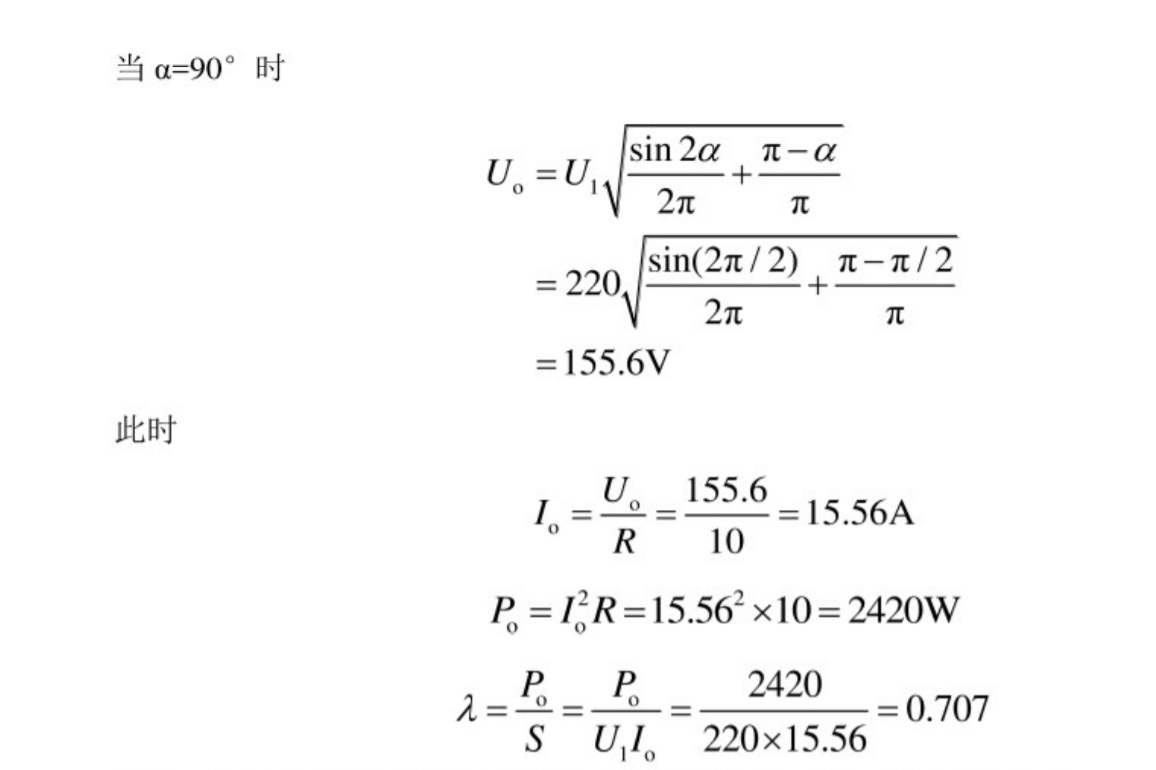 当 α=90° 时
U_o = U_1 √(sin 2α / 2π + (π − α) / π)
= 220 √(sin(2π / 2) / 2π + (π − π / 2) / π)
= 155.6V
此时
I_o = U_o / R = 155.6 / 10 = 15.56A
P_o = I_o^2 R = 15.56^2 × 10 = 2420W
λ = P_o / S = P_o / (U_1 I_o) = 2420 / (220×15.56) = 0.707